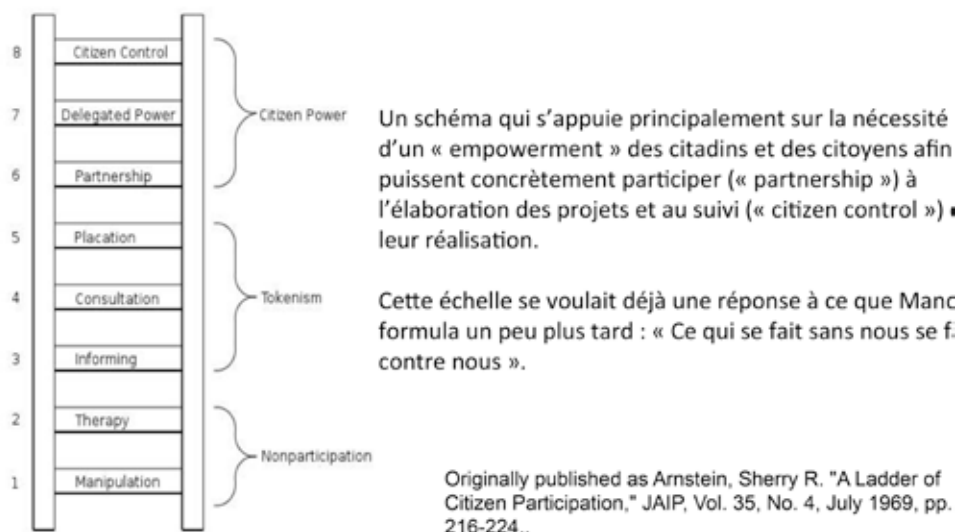 8 Citizen Control
7 Delegated Power
Citizen Power
6 Partnership
5 Placation
4 Consultation
Tokenism
3 Informing
2 Therapy
Nonparticipation
1 Manipulation
Un schéma qui s’appuie principalement sur la nécessité
d’un « empowerment » des citadins et des citoyens afin
puissent concrètement participer (« partnership ») à
l’élaboration des projets et au suivi (« citizen control »)
leur réalisation.
Cette échelle se voulait déjà une réponse à ce que
formula un peu plus tard : « Ce qui se fait sans nous se
contre nous ».
Originally published as Arnstein, Sherry R. "A Ladder of
Citizen Participation," JAIP, Vol. 35, No. 4, July 1969, pp.
216-224..